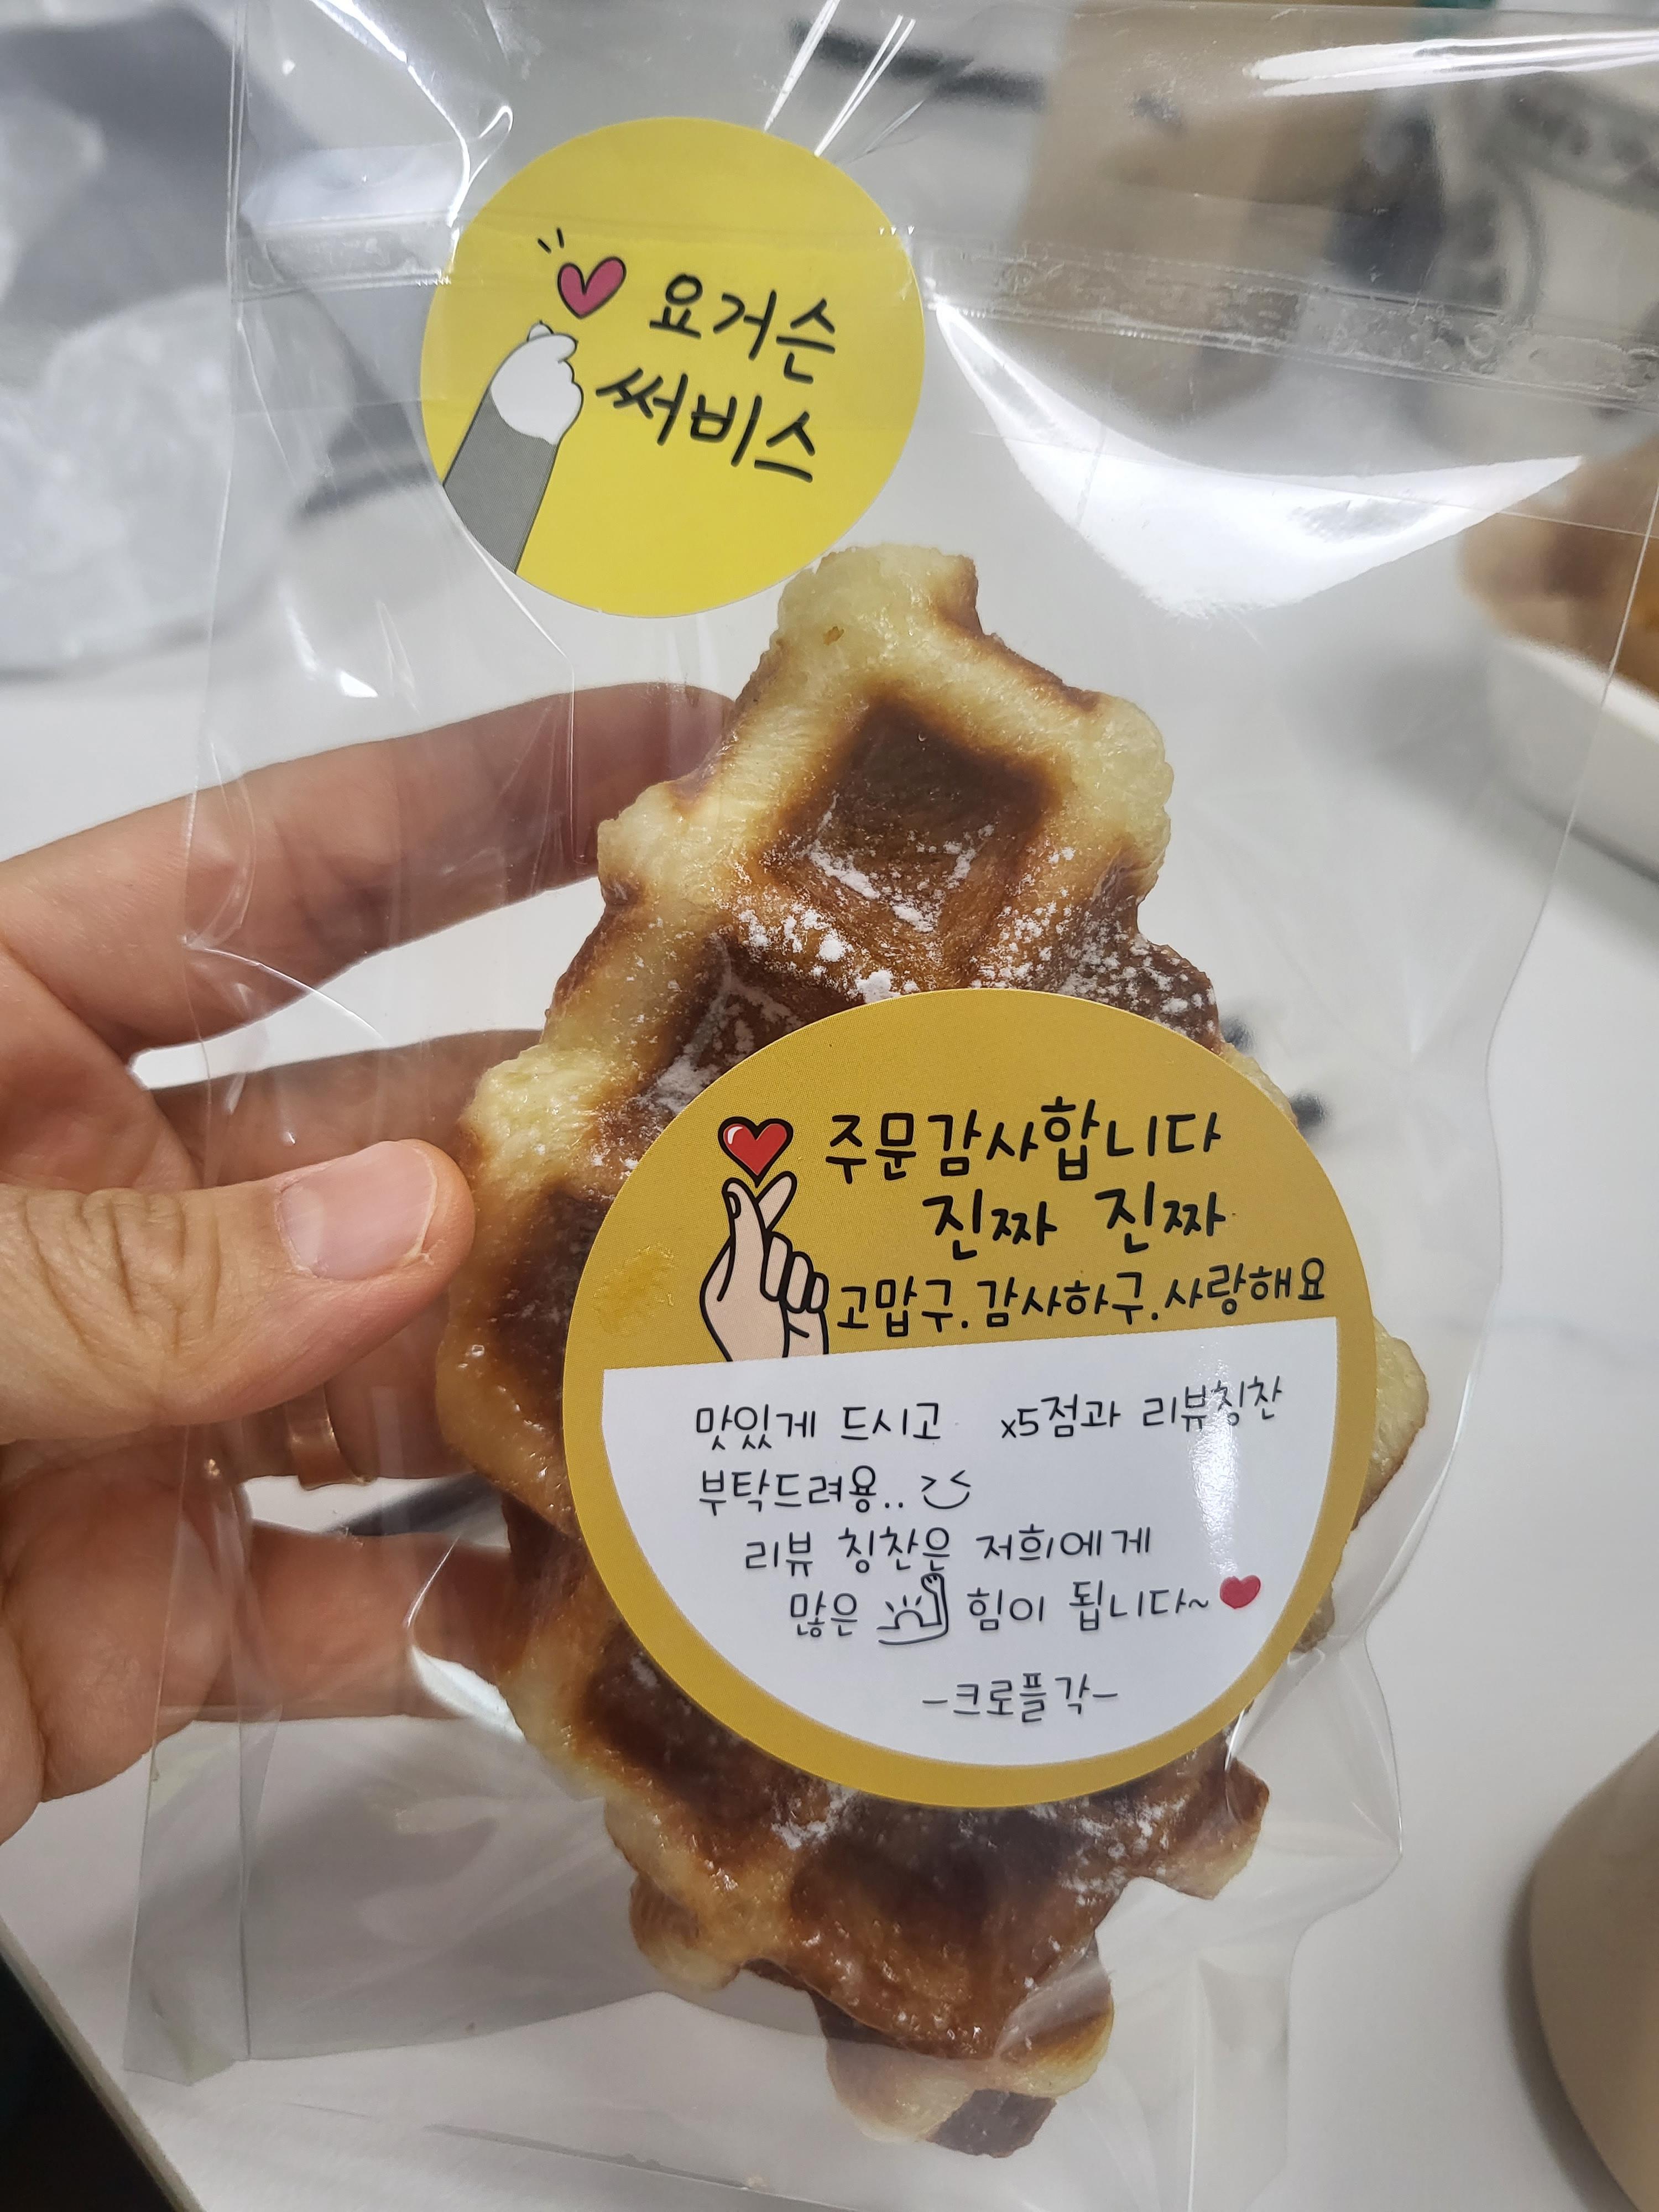 요거슨
써비스
주문감사합니다
진짜 진짜
고맙구.감사하구.사랑해요
맛있게 드시고 x5점과 리뷰칭찬
부탁드려용..
리뷰 칭찬은 저희에게
많은 힘이 됩니다~
-크로플각-